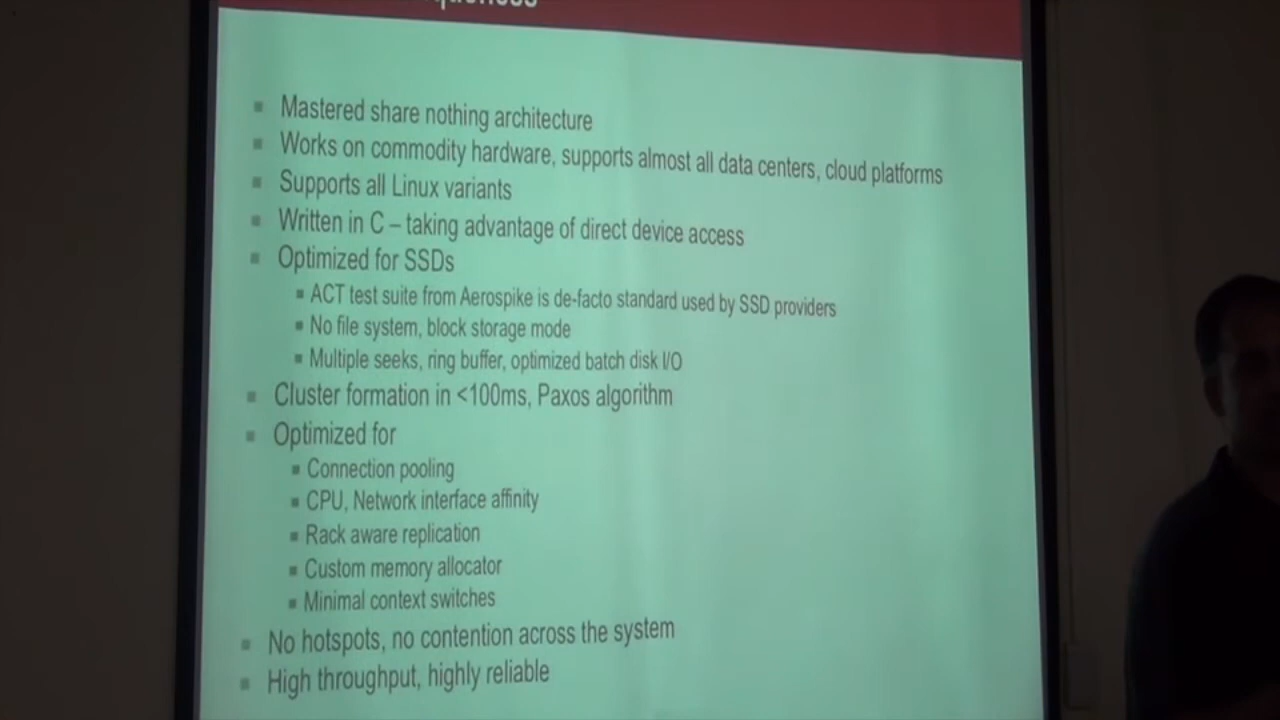 Mastered share nothing architecture
Works on commodity hardware, supports almost all data centers, cloud platforms
Supports all Linux variants
Written in C – taking advantage of direct device access
Optimized for SSDs
ACT test suite from Aerospike is de-facto standard used by SSD providers
No file system, block storage mode
Multiple seeks, ring buffer, optimized batch disk I/O
Cluster formation in <100ms, Paxos algorithm
Optimized for
Connection pooling
CPU, Network interface affinity
Rack aware replication
Custom memory allocator
Minimal context switches
No hotspots, no contention across the system
High throughput, highly reliable